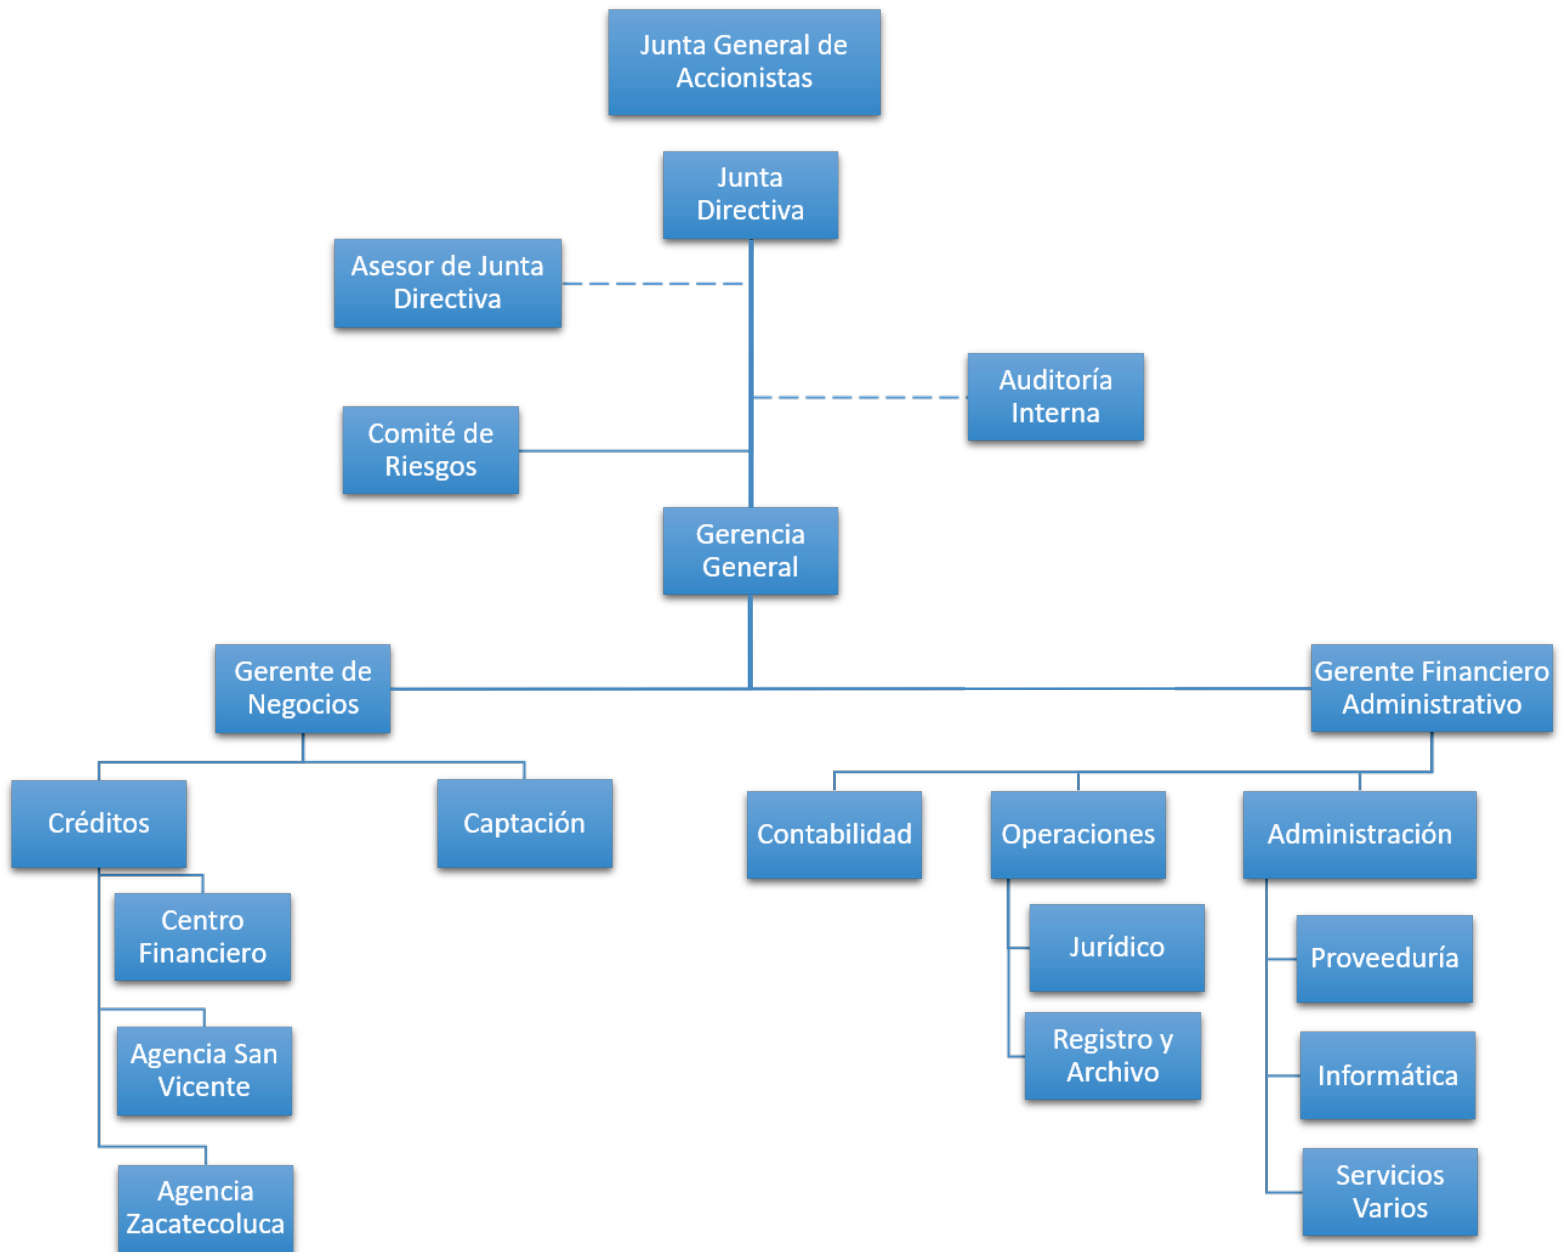 Junta General de
Accionistas
Junta
Directiva
Asesor de Junta
Directiva
Auditoría
Interna
Comité de
Riesgos
Gerencia
General
Gerente de
Negocios
Gerente Financiero
Administrativo
Créditos
Captación
Contabilidad
Operaciones
Administración
Centro
Financiero
Agencia San
Vicente
Agencia
Zacatecoluca
Jurídico
Registro y
Archivo
Proveeduría
Informática
Servicios
Varios